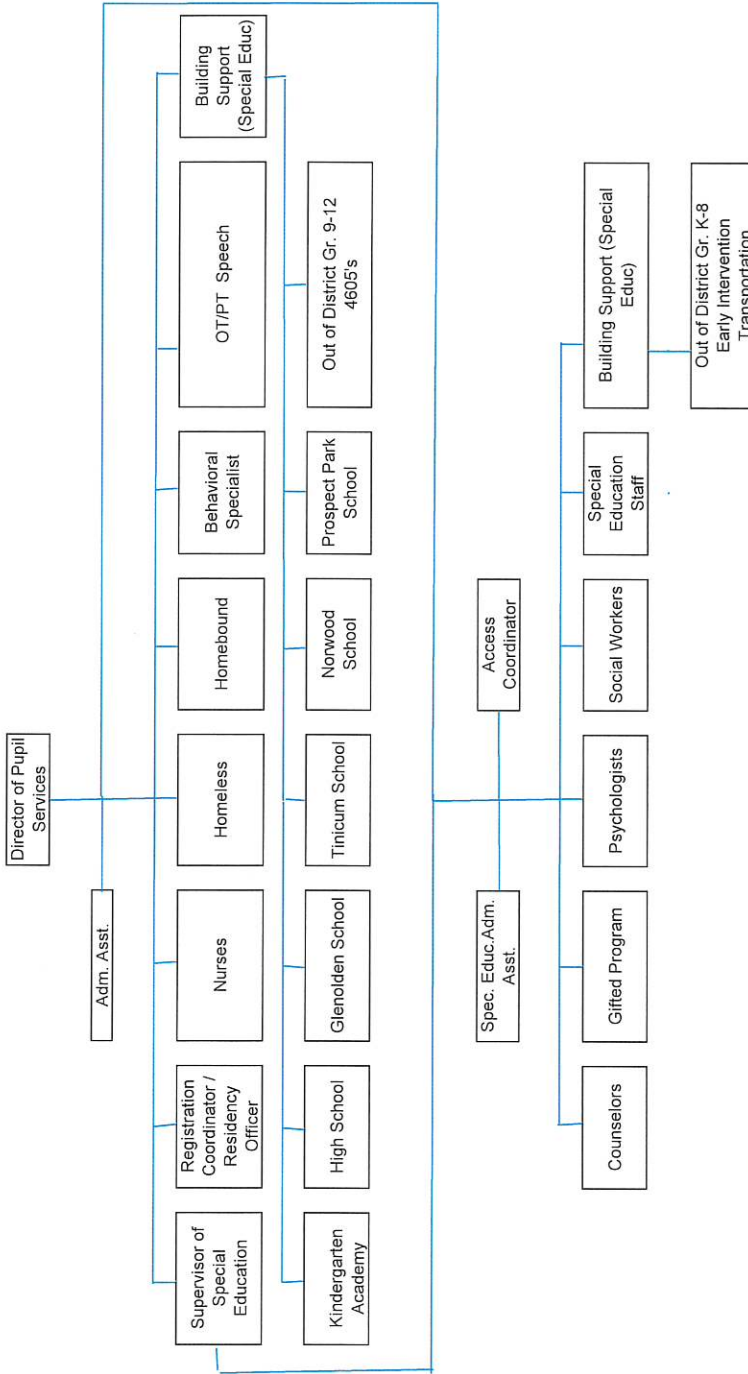 Director of Pupil
Services
Adm. Asst.
Supervisor of
Special
Education
Registration
Coordinator /
Residency
Officer
Nurses
Homeless
Homebound
Behavioral
Specialist
OT/PT  Speech
Building
Support
(Special Educ)
Kindergarten
Academy
High School
Glenolden School
Tinicum School
Norwood
School
Prospect Park
School
Out of District Gr. 9-12
4605's
Spec. Educ.Adm.
Asst.
Access
Coordinator
Counselors
Gifted Program
Psychologists
Social Workers
Special
Education
Staff
Building Support (Special
Educ)
Out of District Gr. K-8
Early Intervention
Transportation